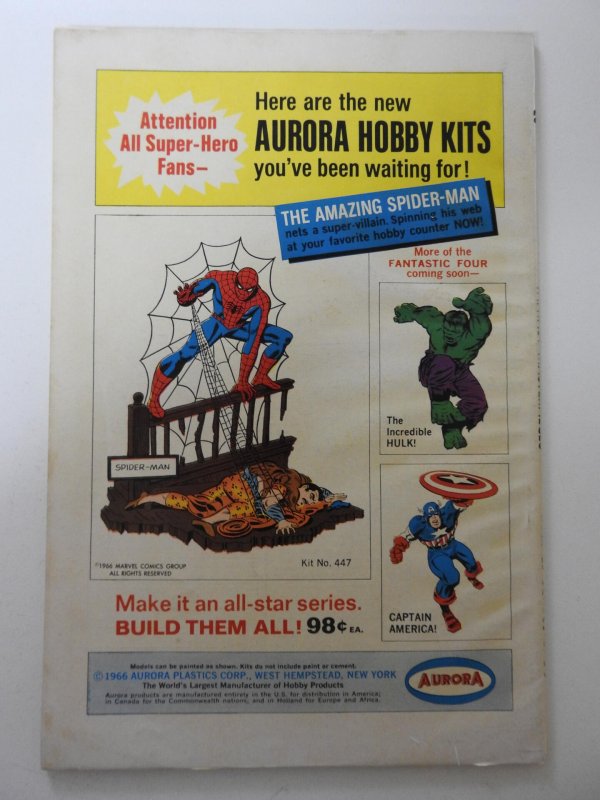 Attention
All Super-Hero
Fans—
Here are the new
AURORA HOBBY KITS
you've been waiting for!
THE AMAZING SPIDER-MAN
nets a super-villain. Spinning his web
at your favorite hobby counter NOW!
More of the
FANTASTIC FOUR
coming soon—
The
Incredible
HULK!
SPIDER-MAN
©1966 MARVEL COMICS GROUP
ALL RIGHTS RESERVED
Kit No. 447
CAPTAIN
AMERICA!
Make it an all-star series.
BUILD THEM ALL! 98¢ EA.
Models can be painted as shown. Kits do not include paint or cement.
© 1966 AURORA PLASTICS CORP., WEST HEMPSTEAD, NEW YORK
The World's Largest Manufacturer of Hobby Products
Aurora products are manufactured entirely in the U.S. for distribution in America;
in Canada for the Commonwealth nations; and in Holland for Europe and Africa.
AURORA